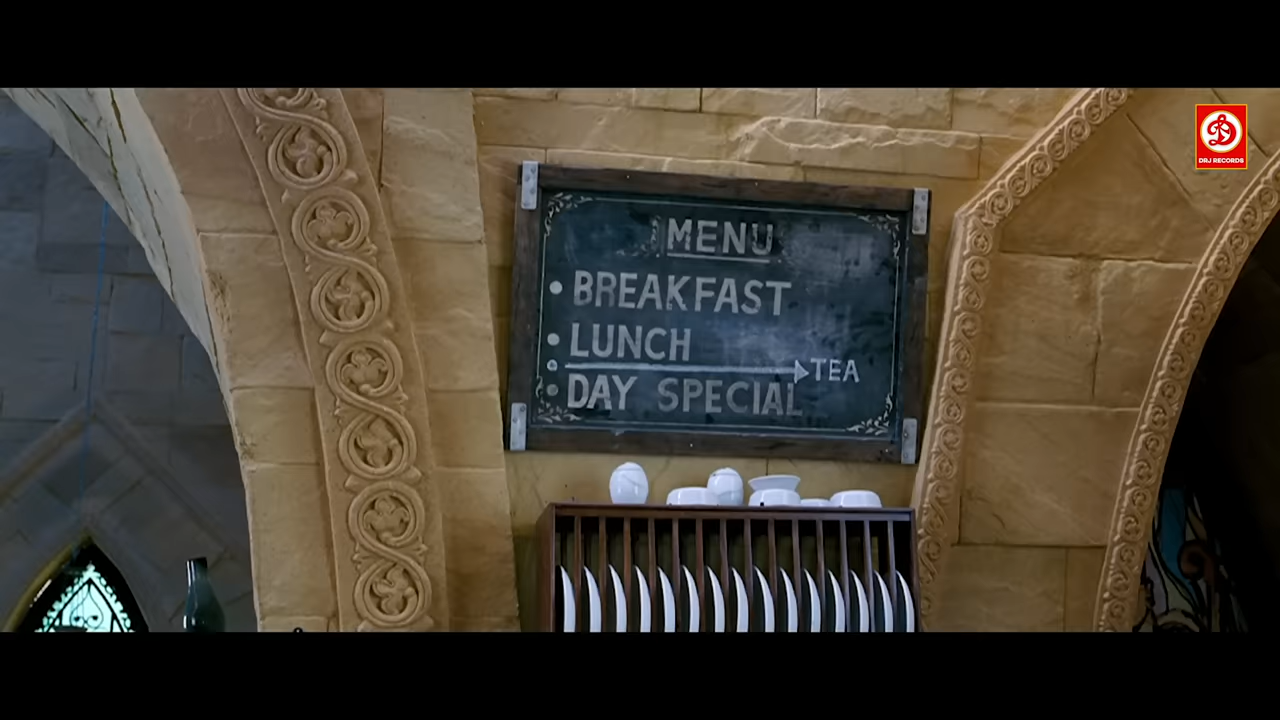 MENU
• BREAKFAST
• LUNCH
• → TEA
• DAY SPECIAL
DRJ RECORDS